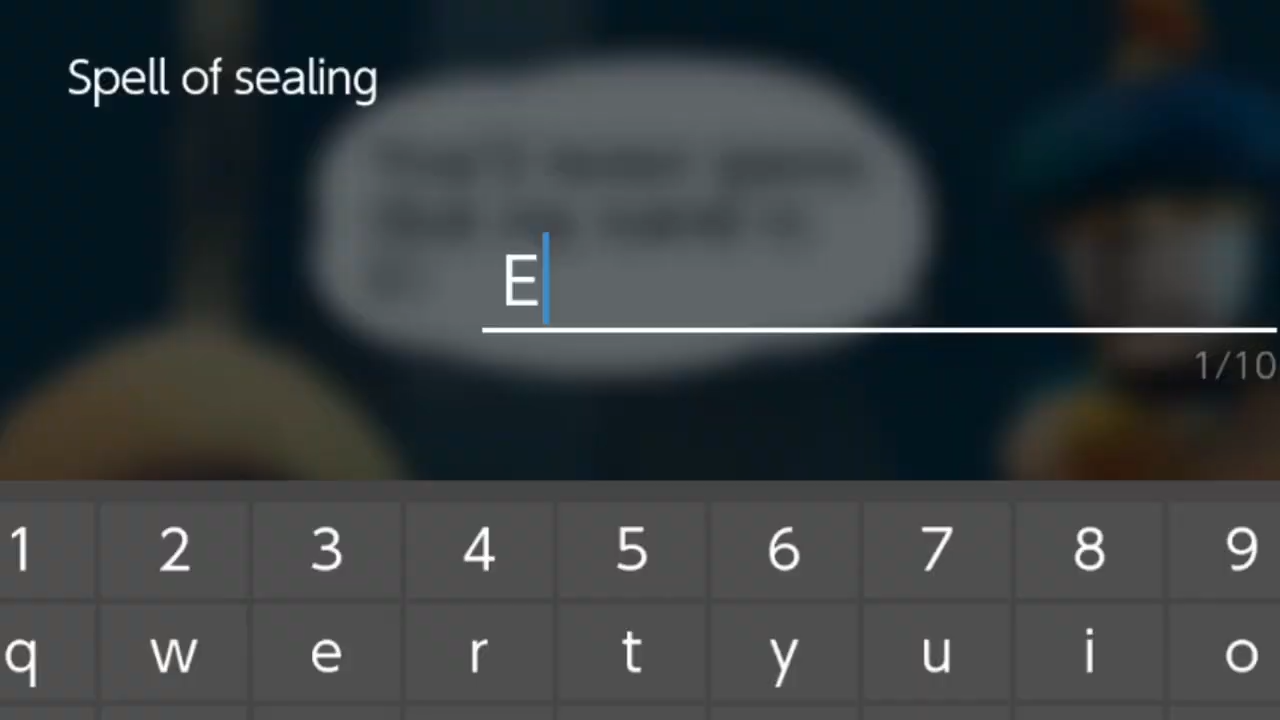 Spell of sealing
E
1/10
1 2 3 4 5 6 7 8 9
q w e r t y u i o